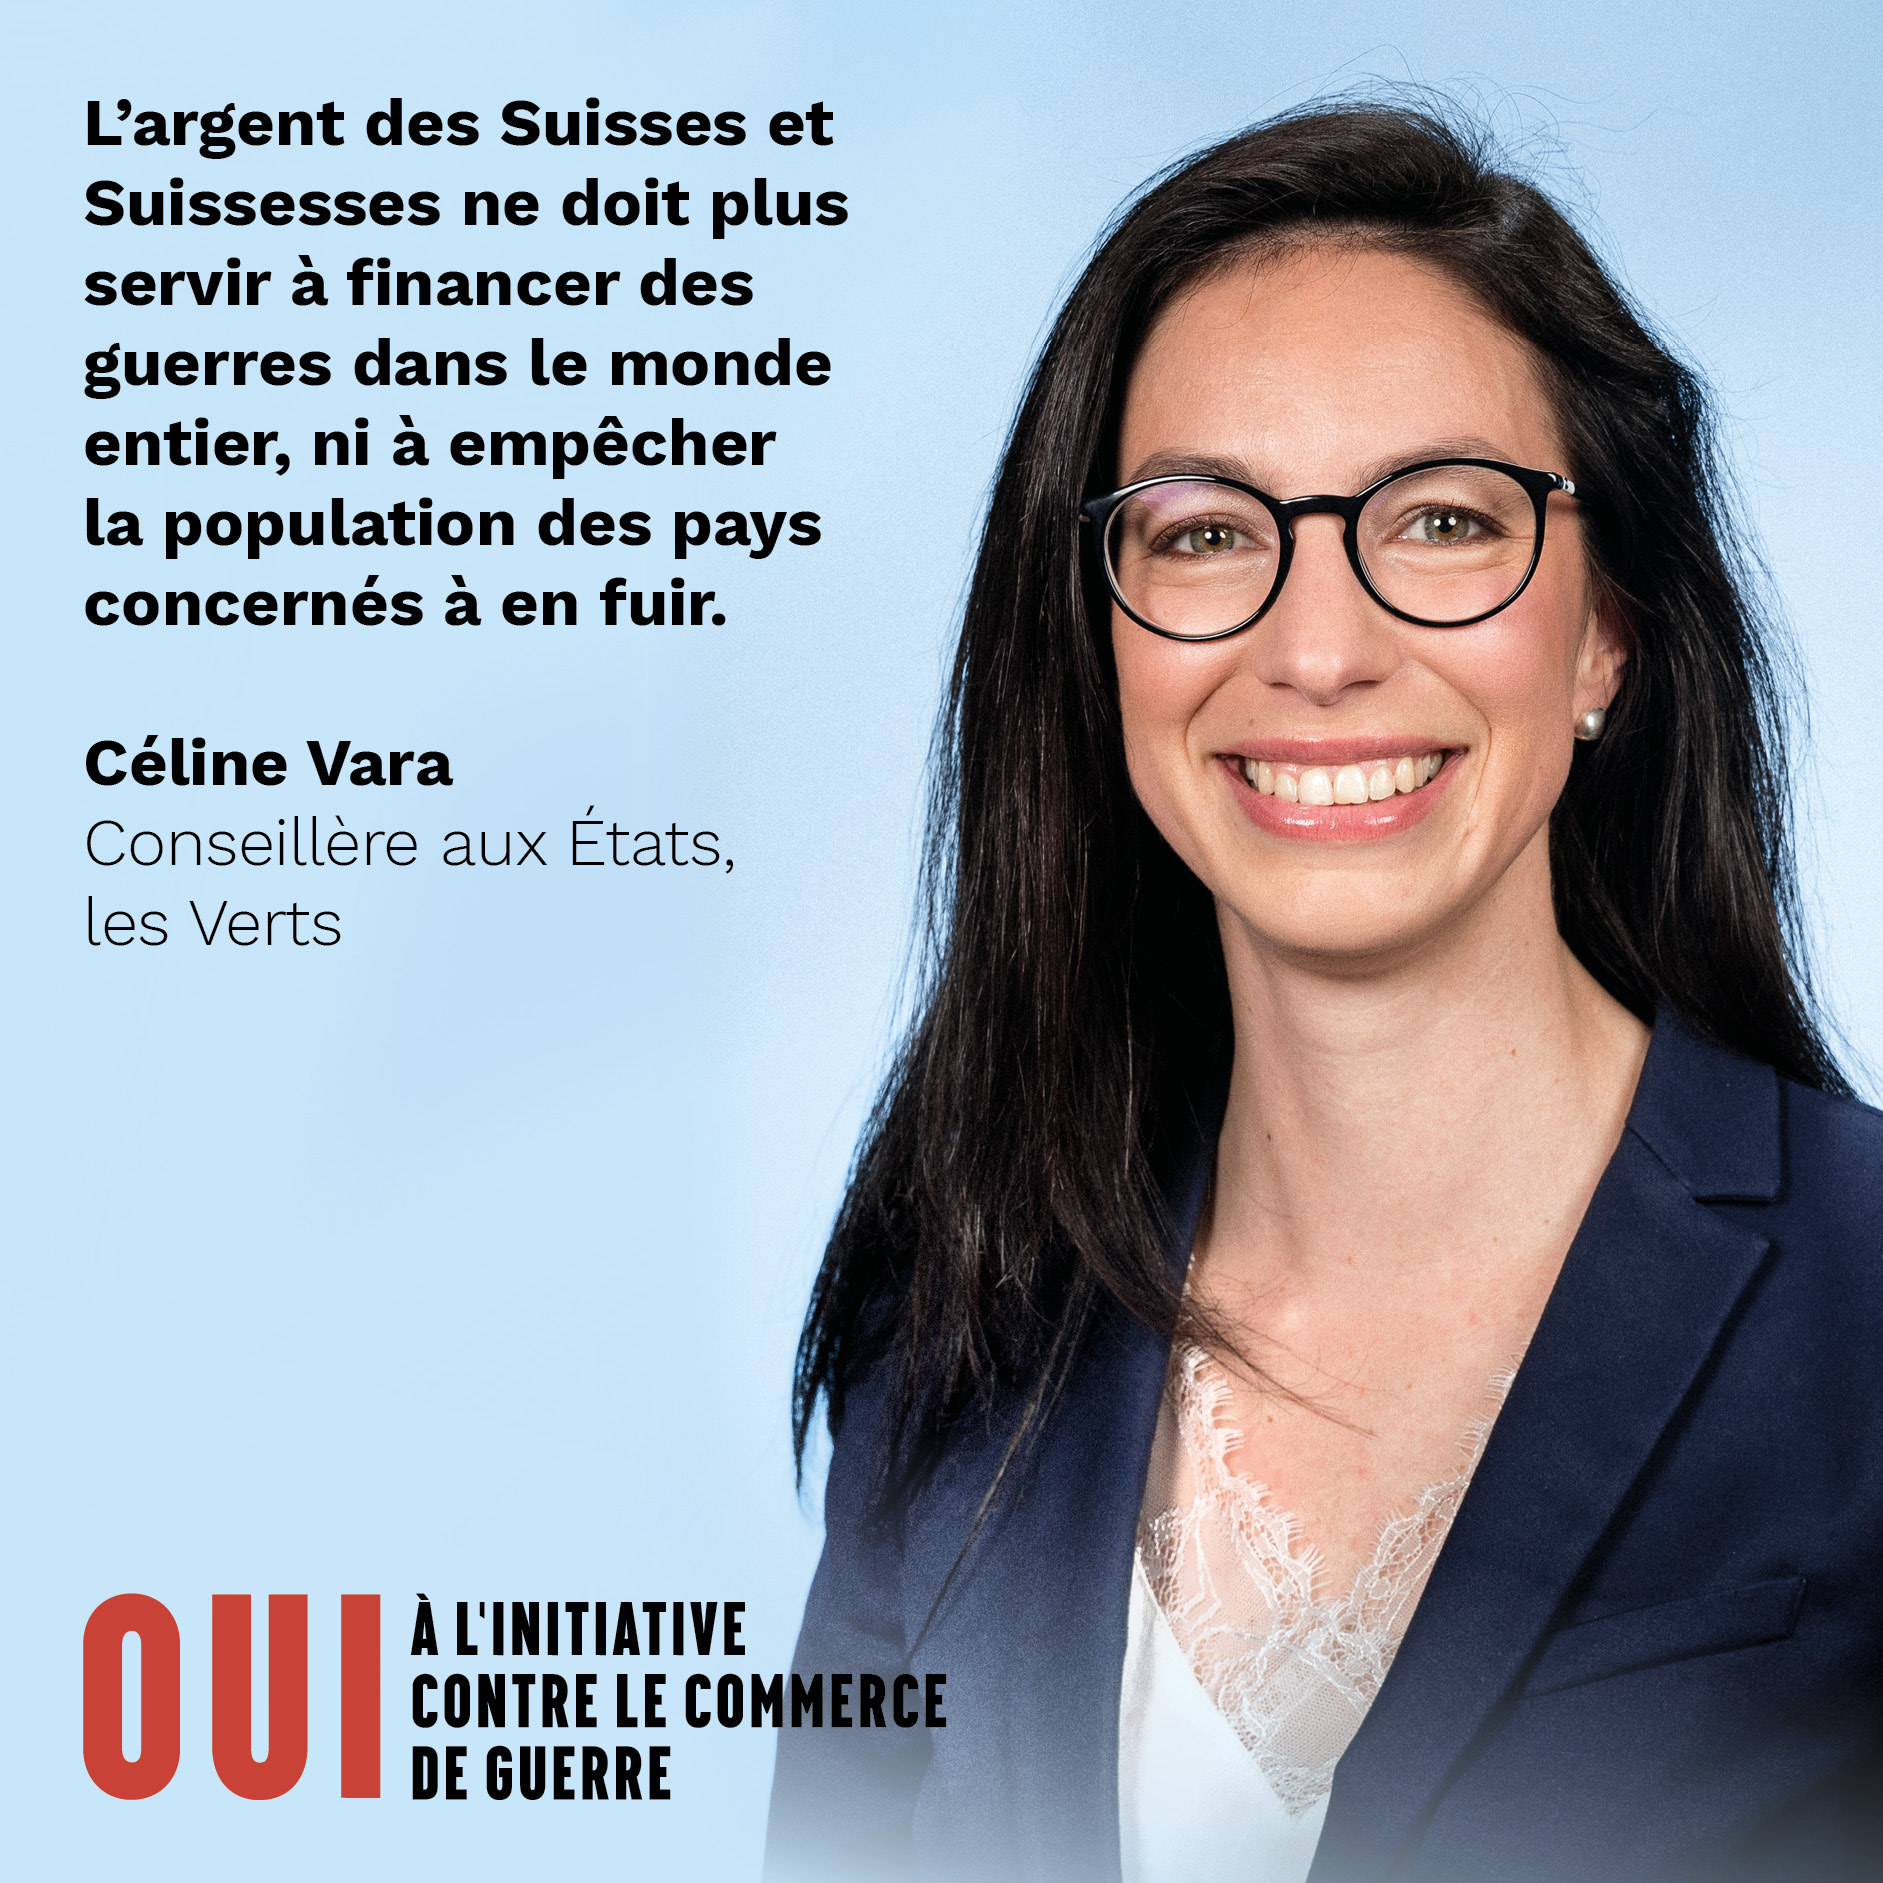 L’argent des Suisses et
Suissesses ne doit plus
servir à financer des
guerres dans le monde
entier, ni à empêcher
la population des pays
concernés à en fuir.
Céline Vara
Conseillère aux États,
les Verts
OUI
À L'INITIATIVE
CONTRE LE COMMERCE
DE GUERRE